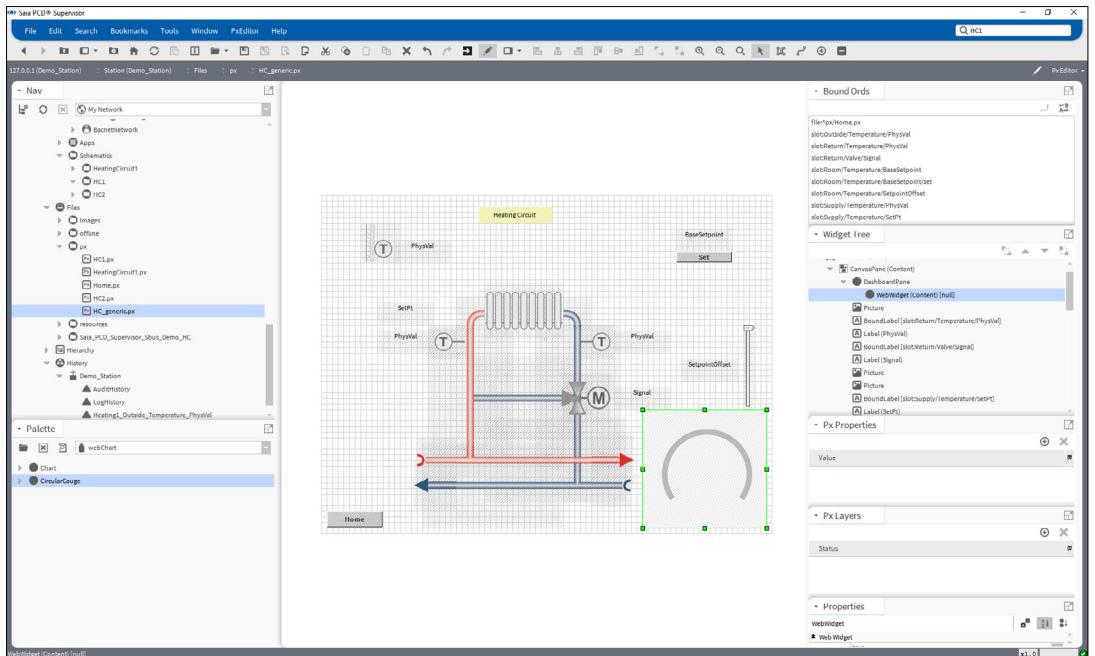 Saia PCD® Supervisor
File Edit Search Bookmarks Tools Window PxEditor Help
HC1
127.0.0.1 (Demo_Station) : Station (Demo_Station) : Files : px : HC_generic.px
PxEditor
Nav
My Network
BacnetNetwork
Apps
Schematics
HeatingCircuit1
HC1
HC2
Files
Images
offline
px
HC1.px
HeatingCircuit1.px
Home.px
HC2.px
HC_generic.px
resources
Saia_PCD_Supervisor_Sbus_Demo_HC
Hierarchy
History
Demo_Station
AuditHistory
LogHistory
Heating1_Outside_Temperature_PhysVal
Palette
webChart
Chart
CircularGauge
Heating Circuit
T
PhysVal
BaseSetpoint
Set
SetPt
PhysVal
T
T
PhysVal
SetpointOffset
M
Signal
Home
Bound Ords
file:^px/Home.px
slot:Outside/Temperature/PhysVal
slot:Return/Temperature/PhysVal
slot:Return/Valve/Signal
slot:Room/Temperature/BaseSetpoint
slot:Room/Temperature/BaseSetpoint/set
slot:Room/Temperature/SetpointOffset
slot:Supply/Temperature/PhysVal
slot:Supply/Temperature/SetPt
Widget Tree
CanvasPane (Content)
DashboardPane
WebWidget (Content) [null]
Picture
BoundLabel [slot:Return/Temperature/PhysVal]
Label (PhysVal)
BoundLabel [slot:Return/Valve/Signal]
Label (Signal)
Picture
Picture
BoundLabel [slot:Supply/Temperature/SetPt]
Label (SetPt)
Px Properties
Value
Px Layers
Status
Properties
WebWidget
Web Widget
WebWidget (Content) [null]
x1.0